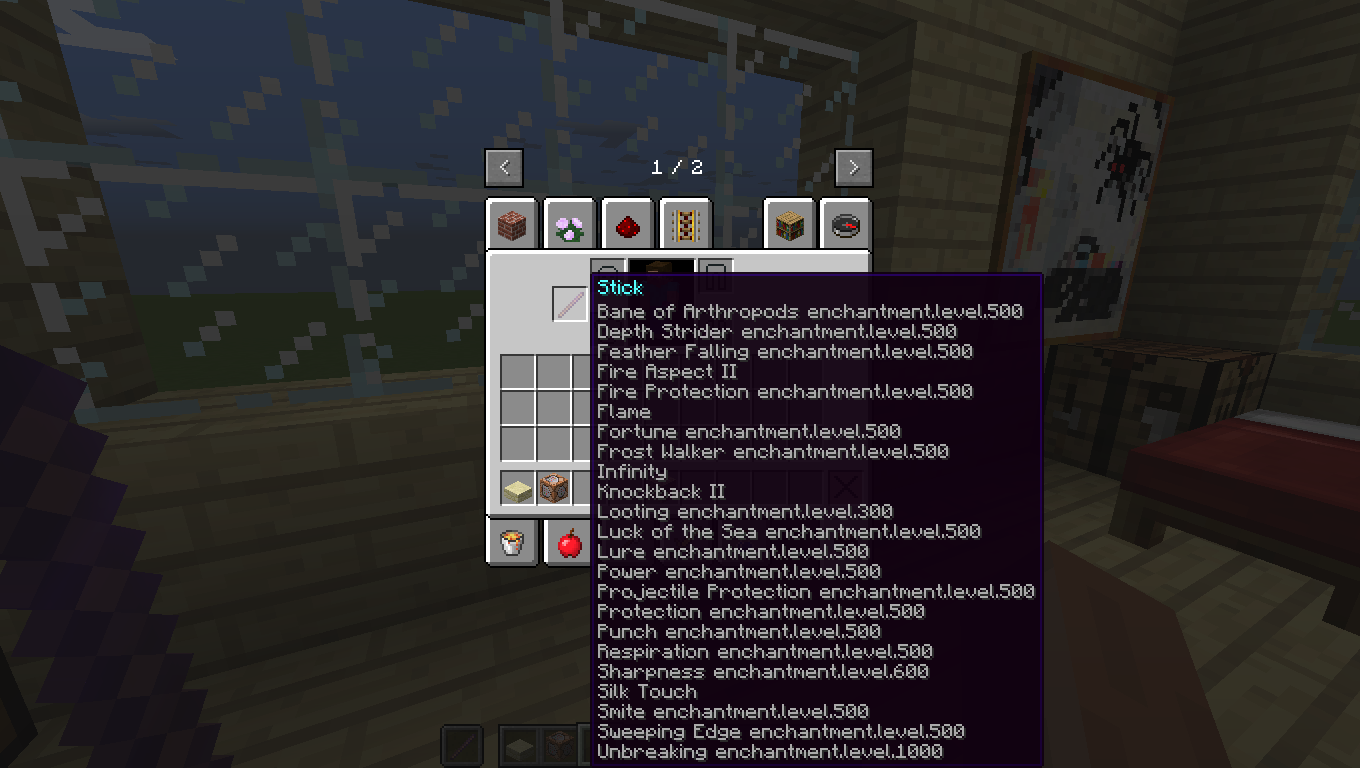 < 1 / 2 >
Stick
Bane of Arthropods enchantment.level.500
Depth Strider enchantment.level.500
Feather Falling enchantment.level.500
Fire Aspect II
Fire Protection enchantment.level.500
Flame
Fortune enchantment.level.500
Frost Walker enchantment.level.500
Infinity
Knockback II
Looting enchantment.level.300
Luck of the Sea enchantment.level.500
Lure enchantment.level.500
Power enchantment.level.500
Projectile Protection enchantment.level.500
Protection enchantment.level.500
Punch enchantment.level.500
Respiration enchantment.level.500
Sharpness enchantment.level.600
Silk Touch
Smite enchantment.level.500
Sweeping Edge enchantment.level.500
Unbreaking enchantment.level.1000